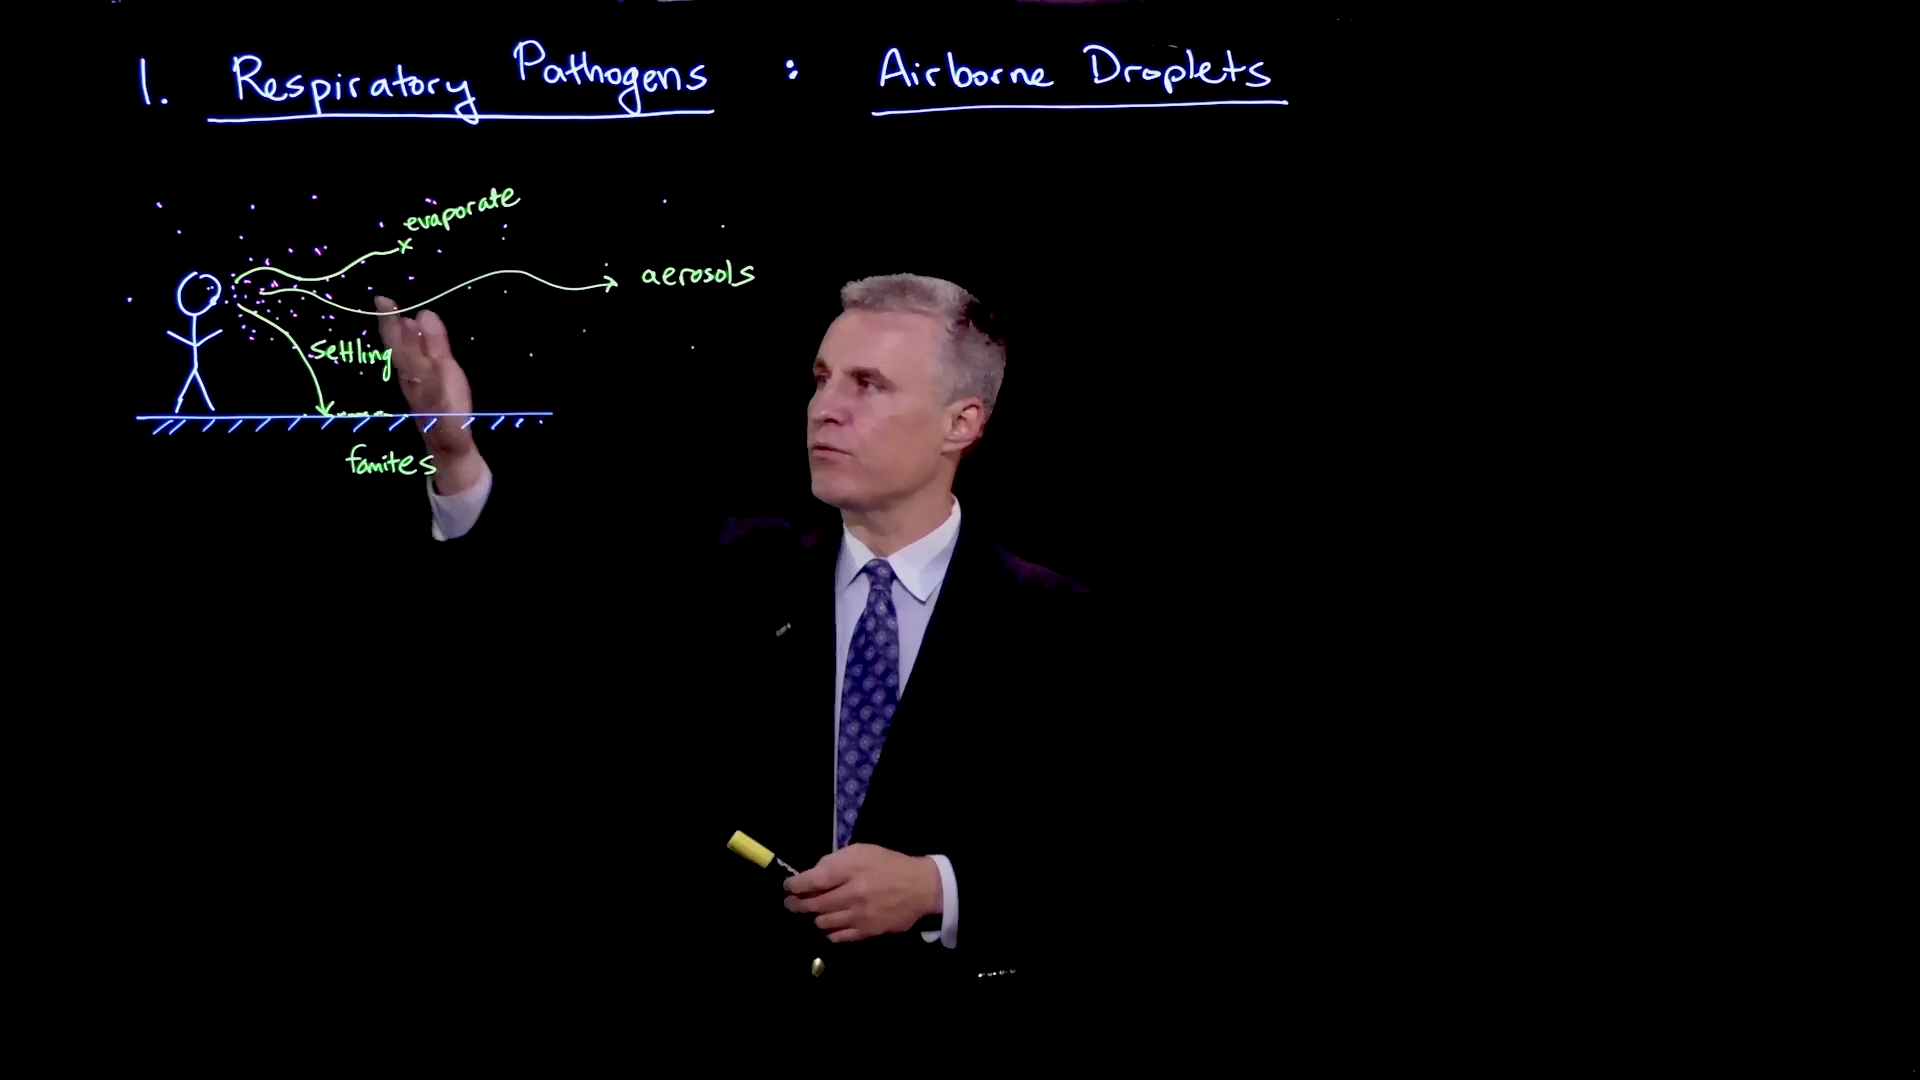 1. Respiratory Pathogens : Airborne Droplets
evaporate
aerosols
settling
fomites